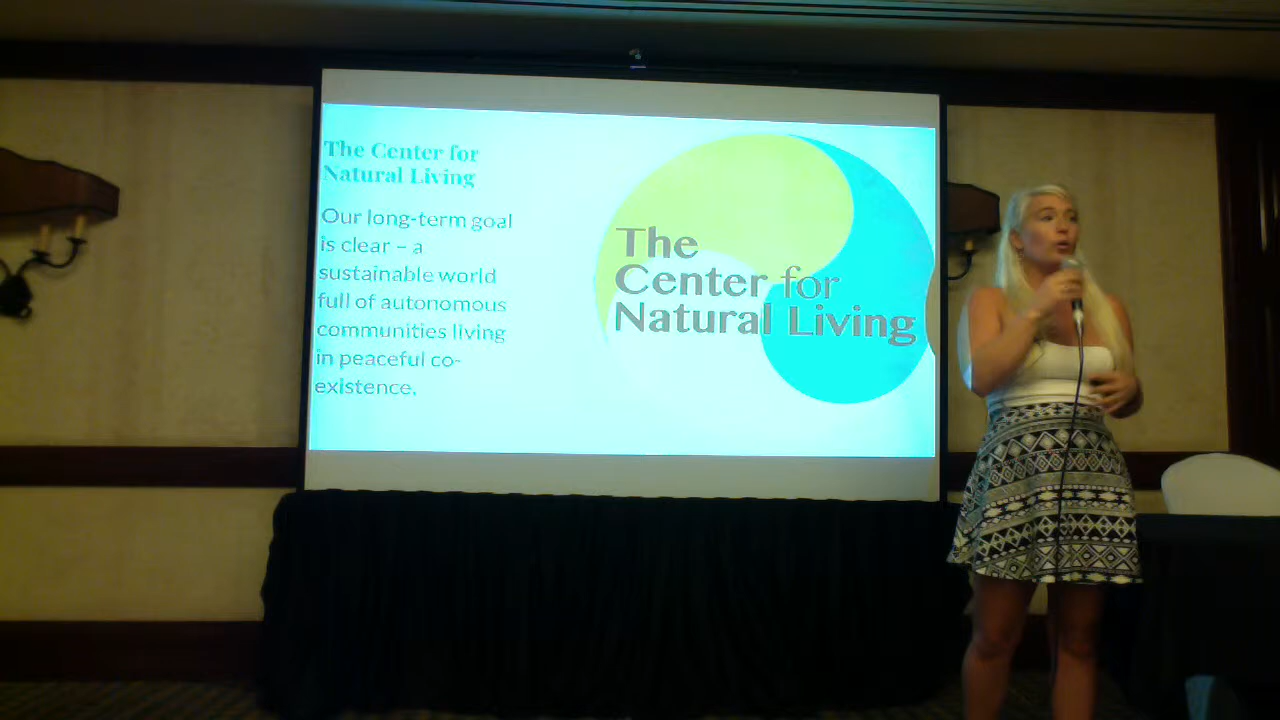 The Center for
Natural Living
Our long-term goal
is clear – a
sustainable world
full of autonomous
communities living
in peaceful co-
existence.
The
Center for
Natural Living